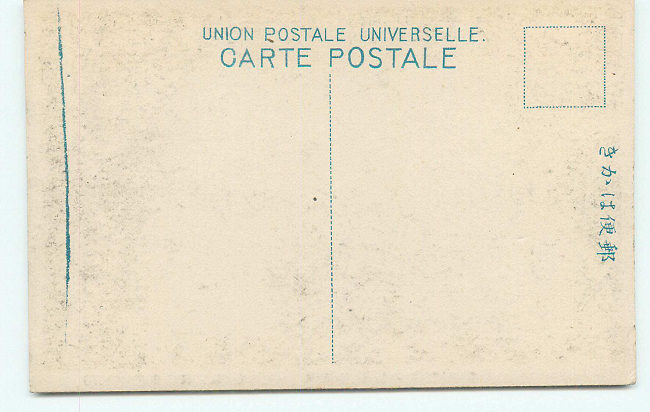 UNION POSTALE UNIVERSELLE.
CARTE POSTALE
きかは便郵